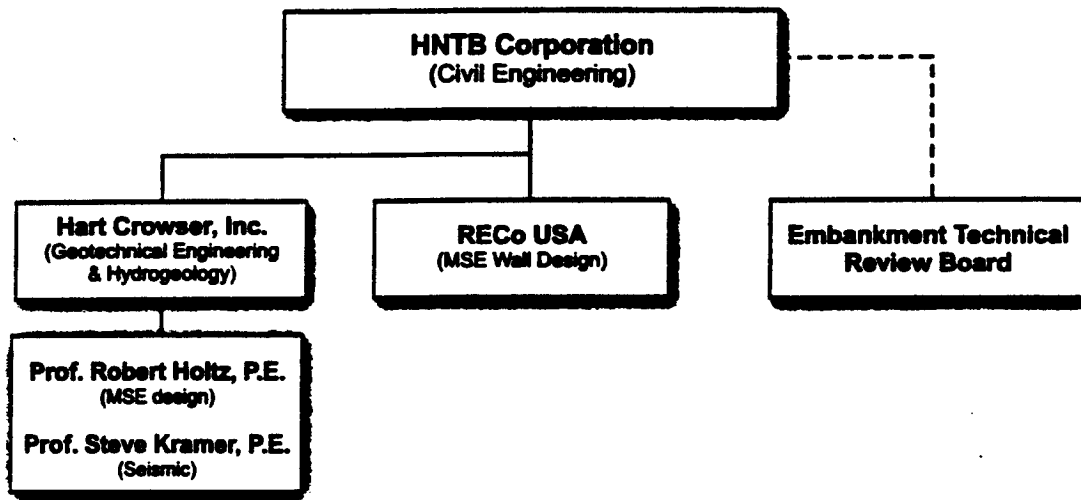 HNTB Corporation
(Civil Engineering)
Hart Crowser, Inc.
(Geotechnical Engineering
& Hydrogeology)
RECo USA
(MSE Wall Design)
Embankment Technical
Review Board
Prof. Robert Holtz, P.E.
(MSE design)
Prof. Steve Kramer, P.E.
(Seismic)